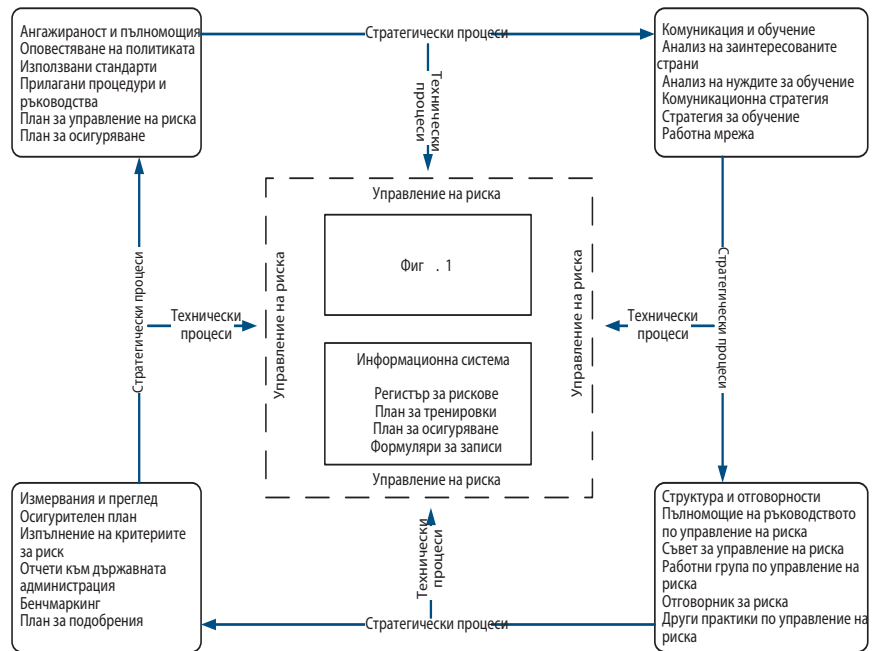 Ангажираност и пълномощия
Оповестяване на политиката
Използвани стандарти
Прилагани процедури и
ръководства
План за управление на риска
План за осигуряване
Стратегически процеси
Комуникация и обучение
Анализ на заинтересованите
страни
Анализ на нуждите за обучение
Комуникационна стратегия
Стратегия за обучение
Работна мрежа
Технически
процеси
Управление на риска
Фиг . 1
Управление на риска
Управление на риска
Стратегически процеси
Технически
процеси
Технически
процеси
Стратегически процеси
Информационна система
Регистър за рискове
План за тренировки
План за осигуряване
Формуляри за записи
Управление на риска
Измервания и преглед
Осигурителен план
Изпълнение на критериите
за риск
Отчети към държавната
администрация
Бенчмаркинг
План за подобрения
Технически
процеси
Стратегически процеси
Структура и отговорности
Пълномощие на ръководството
по управление на риска
Съвет за управление на риска
Работни група по управление на
риска
Отговорник за риска
Други практики по управление на
риска